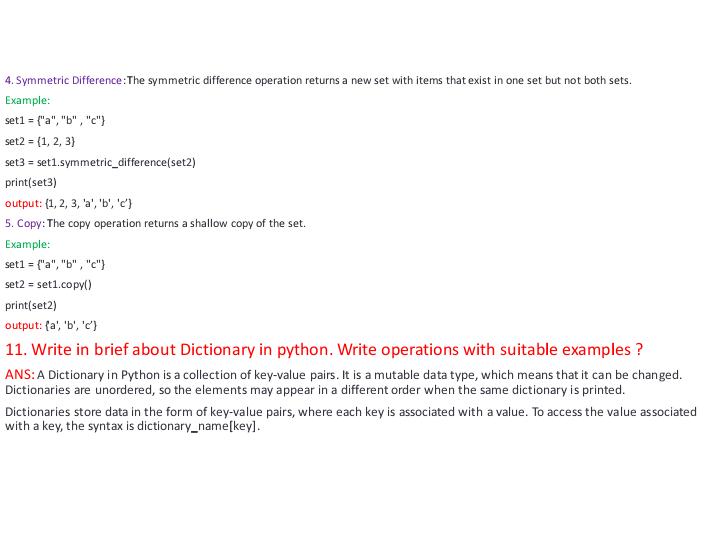 4. Symmetric Difference:The symmetric difference operation returns a new set with items that exist in one set but not both sets.
Example:
set1 = {"a", "b" , "c"}
set2 = {1, 2, 3}
set3 = set1.symmetric_difference(set2)
print(set3)
output: {1, 2, 3, 'a', 'b', 'c’}
5. Copy:The copy operation returns a shallow copy of the set.
Example:
set1 = {"a", "b" , "c"}
set2 = set1.copy()
print(set2)
output: {'a', 'b', 'c’}
11. Write in brief about Dictionary in python. Write operations with suitable examples ?
ANS: A Dictionary in Python is a collection of key-value pairs. It is a mutable data type, which means that it can be changed.
Dictionaries are unordered, so the elements may appear in a different order when the same dictionary is printed.
Dictionaries store data in the form of key-value pairs, where each key is associated with a value. To access the value associated
with a key, the syntax is dictionary_name[key].